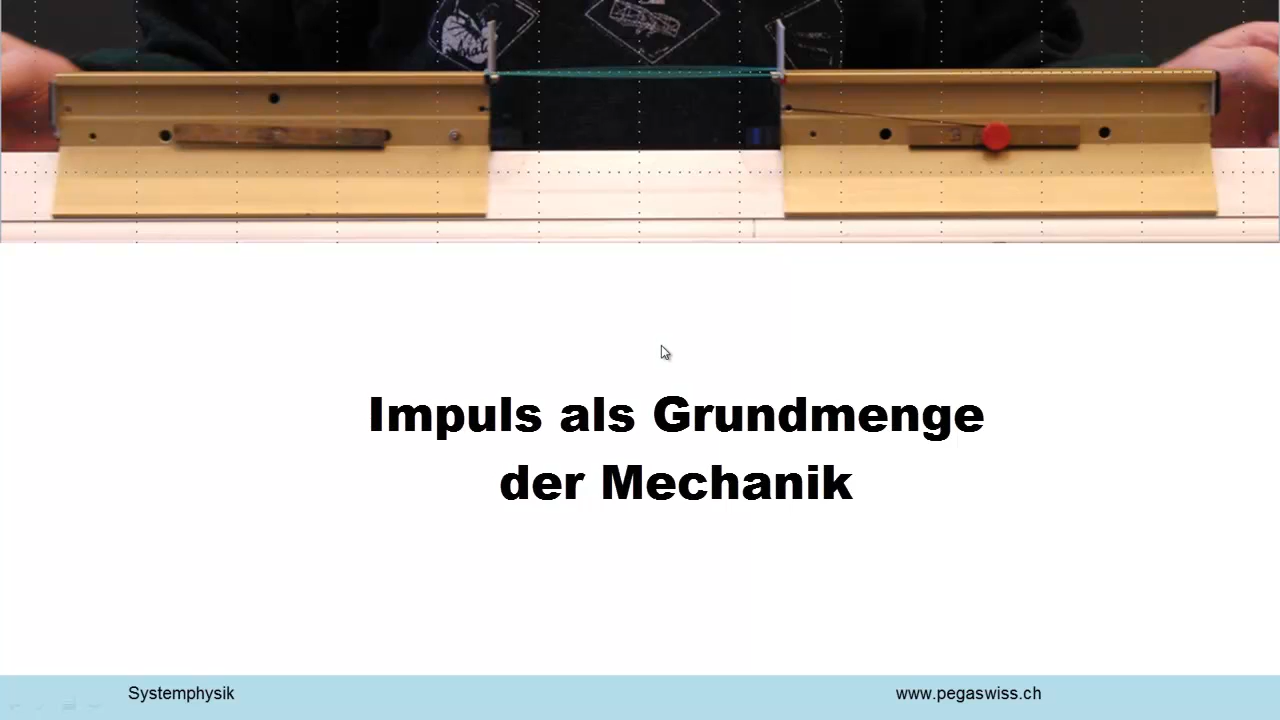 Impuls als Grundmenge
der Mechanik
Systemphysik
www.pegaswiss.ch